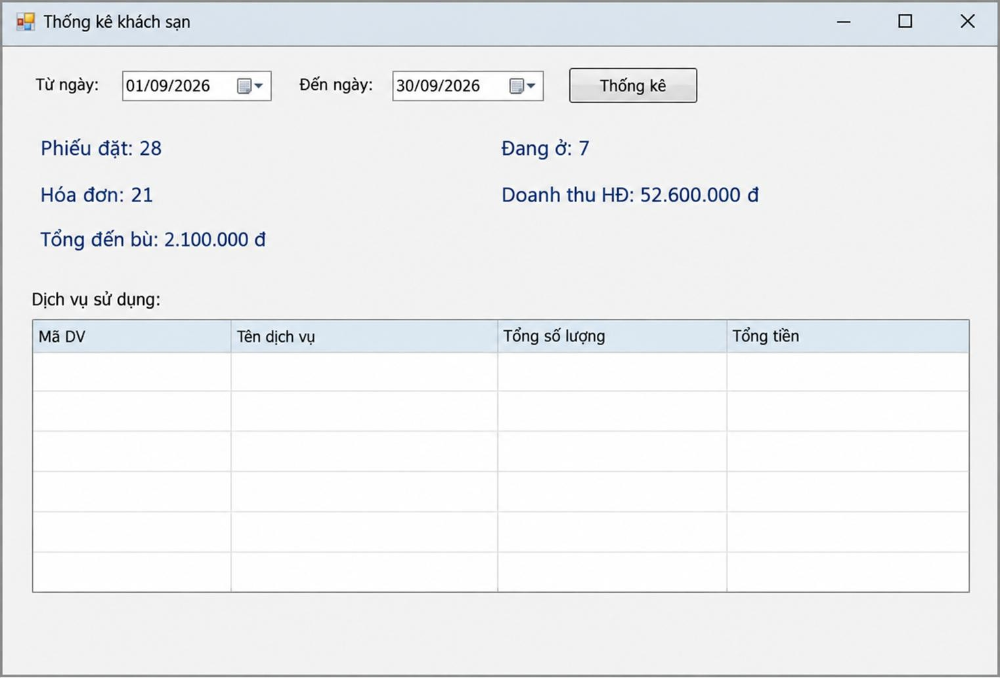 Thống kê khách sạn
Từ ngày: 01/09/2026 Đến ngày: 30/09/2026 Thống kê
Phiếu đặt: 28 Đang ở: 7
Hóa đơn: 21 Doanh thu HĐ: 52.600.000 đ
Tổng đến bù: 2.100.000 đ
Dịch vụ sử dụng:
Mã DV Tên dịch vụ Tổng số lượng Tổng tiền